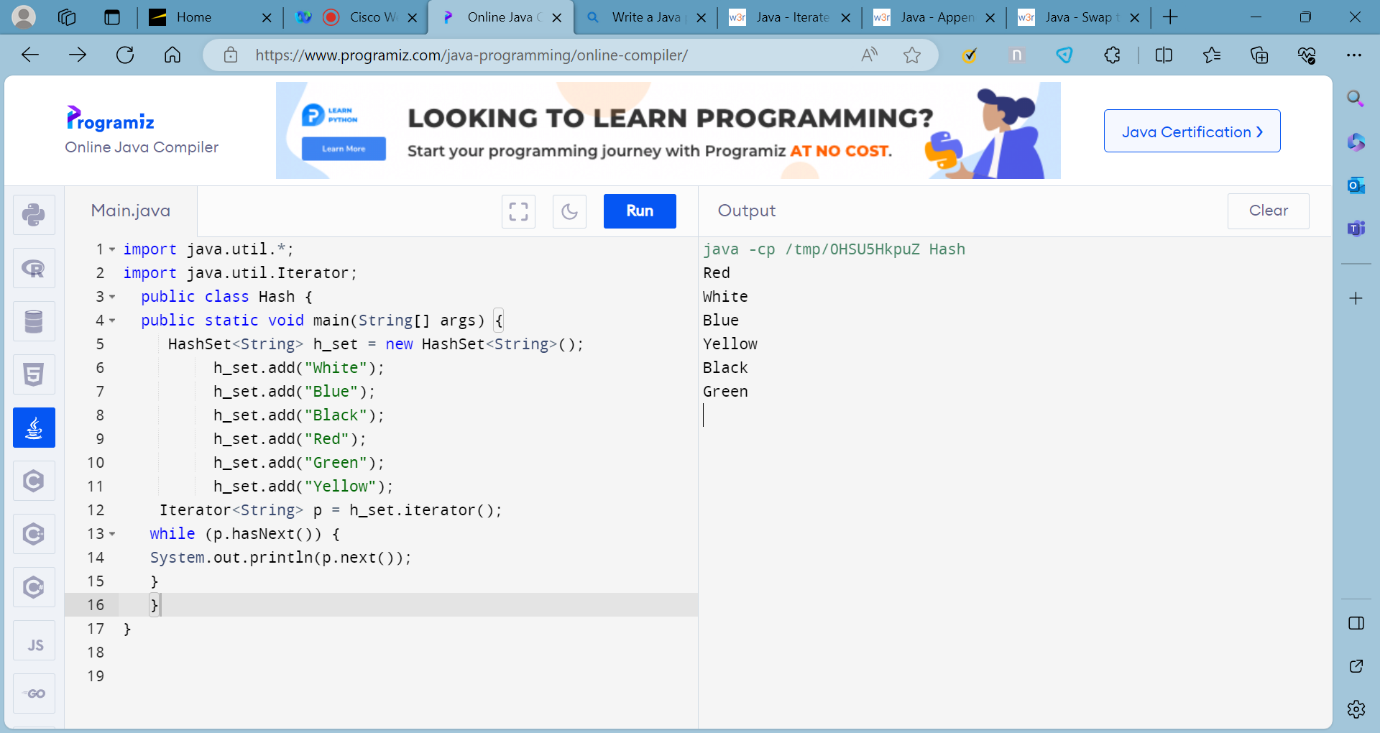 Home
Cisco W
Online Java C
Write a Java
w3r Java - Iterate
w3r Java - Appen
w3r Java - Swap t
https://www.programiz.com/java-programming/online-compiler/
Programiz
Online Java Compiler
LEARN
PYTHON
Learn More
LOOKING TO LEARN PROGRAMMING?
Start your programming journey with Programiz AT NO COST.
Java Certification
Main.java
Run
Output
Clear
1 import java.util.*;
2 import java.util.Iterator;
3 public class Hash {
4 public static void main(String[] args) {
5 HashSet<String> h_set = new HashSet<String>();
6 h_set.add("White");
7 h_set.add("Blue");
8 h_set.add("Black");
9 h_set.add("Red");
10 h_set.add("Green");
11 h_set.add("Yellow");
12 Iterator<String> p = h_set.iterator();
13 while (p.hasNext()) {
14 System.out.println(p.next());
15 }
16 }
17 }
18
19
java -cp /tmp/OHSU5HkpuZ Hash
Red
White
Blue
Yellow
Black
Green
JS
GO